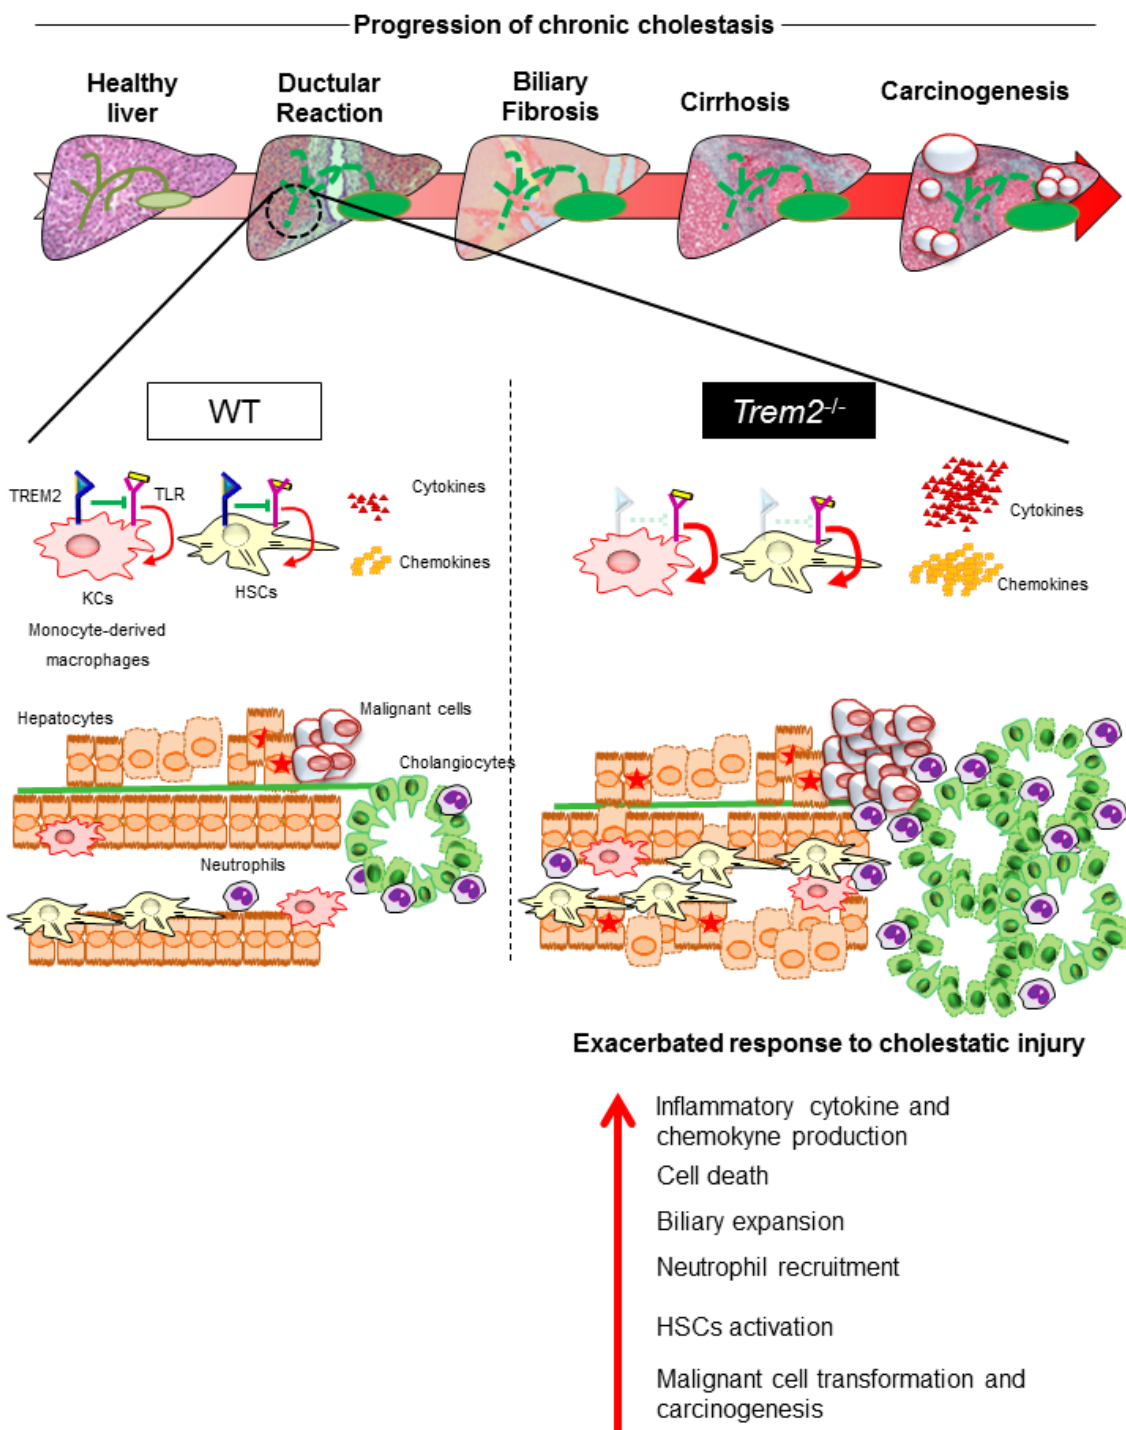 Progression of chronic cholestasis
Healthy
liver
Ductular
Reaction
Biliary
Fibrosis
Cirrhosis
Carcinogenesis
WT
Trem2-/-
TREM2
TLR
Cytokines
Chemokines
KCs
HSCs
Monocyte-derived
macrophages
Cytokines
Chemokines
Hepatocytes
Malignant cells
Cholangiocytes
Neutrophils
Exacerbated response to cholestatic injury
Inflammatory cytokine and
chemokyne production
Cell death
Biliary expansion
Neutrophil recruitment
HSCs activation
Malignant cell transformation and
carcinogenesis